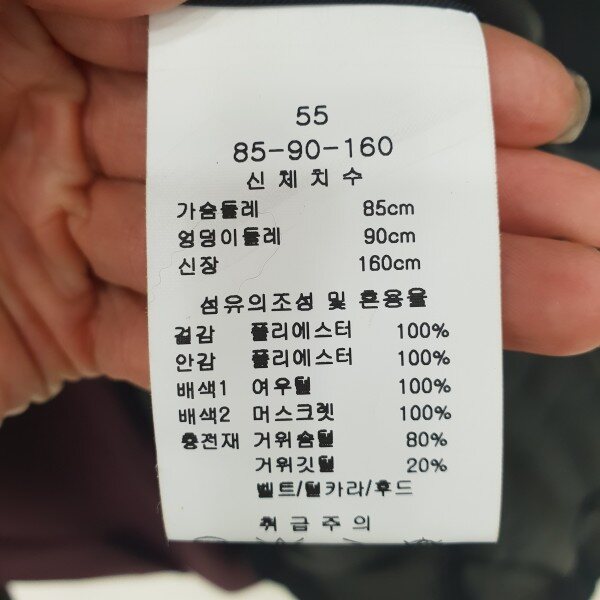 55
85-90-160
신체치수
가슴둘레 85cm
엉덩이둘레 90cm
신장 160cm
섬유의조성 및 혼용율
겉감 폴리에스터 100%
안감 폴리에스터 100%
배색1 여우털 100%
배색2 머스크렛 100%
충전재 거위솜털 80%
거위깃털 20%
벨트/털카라/후드
취급주의